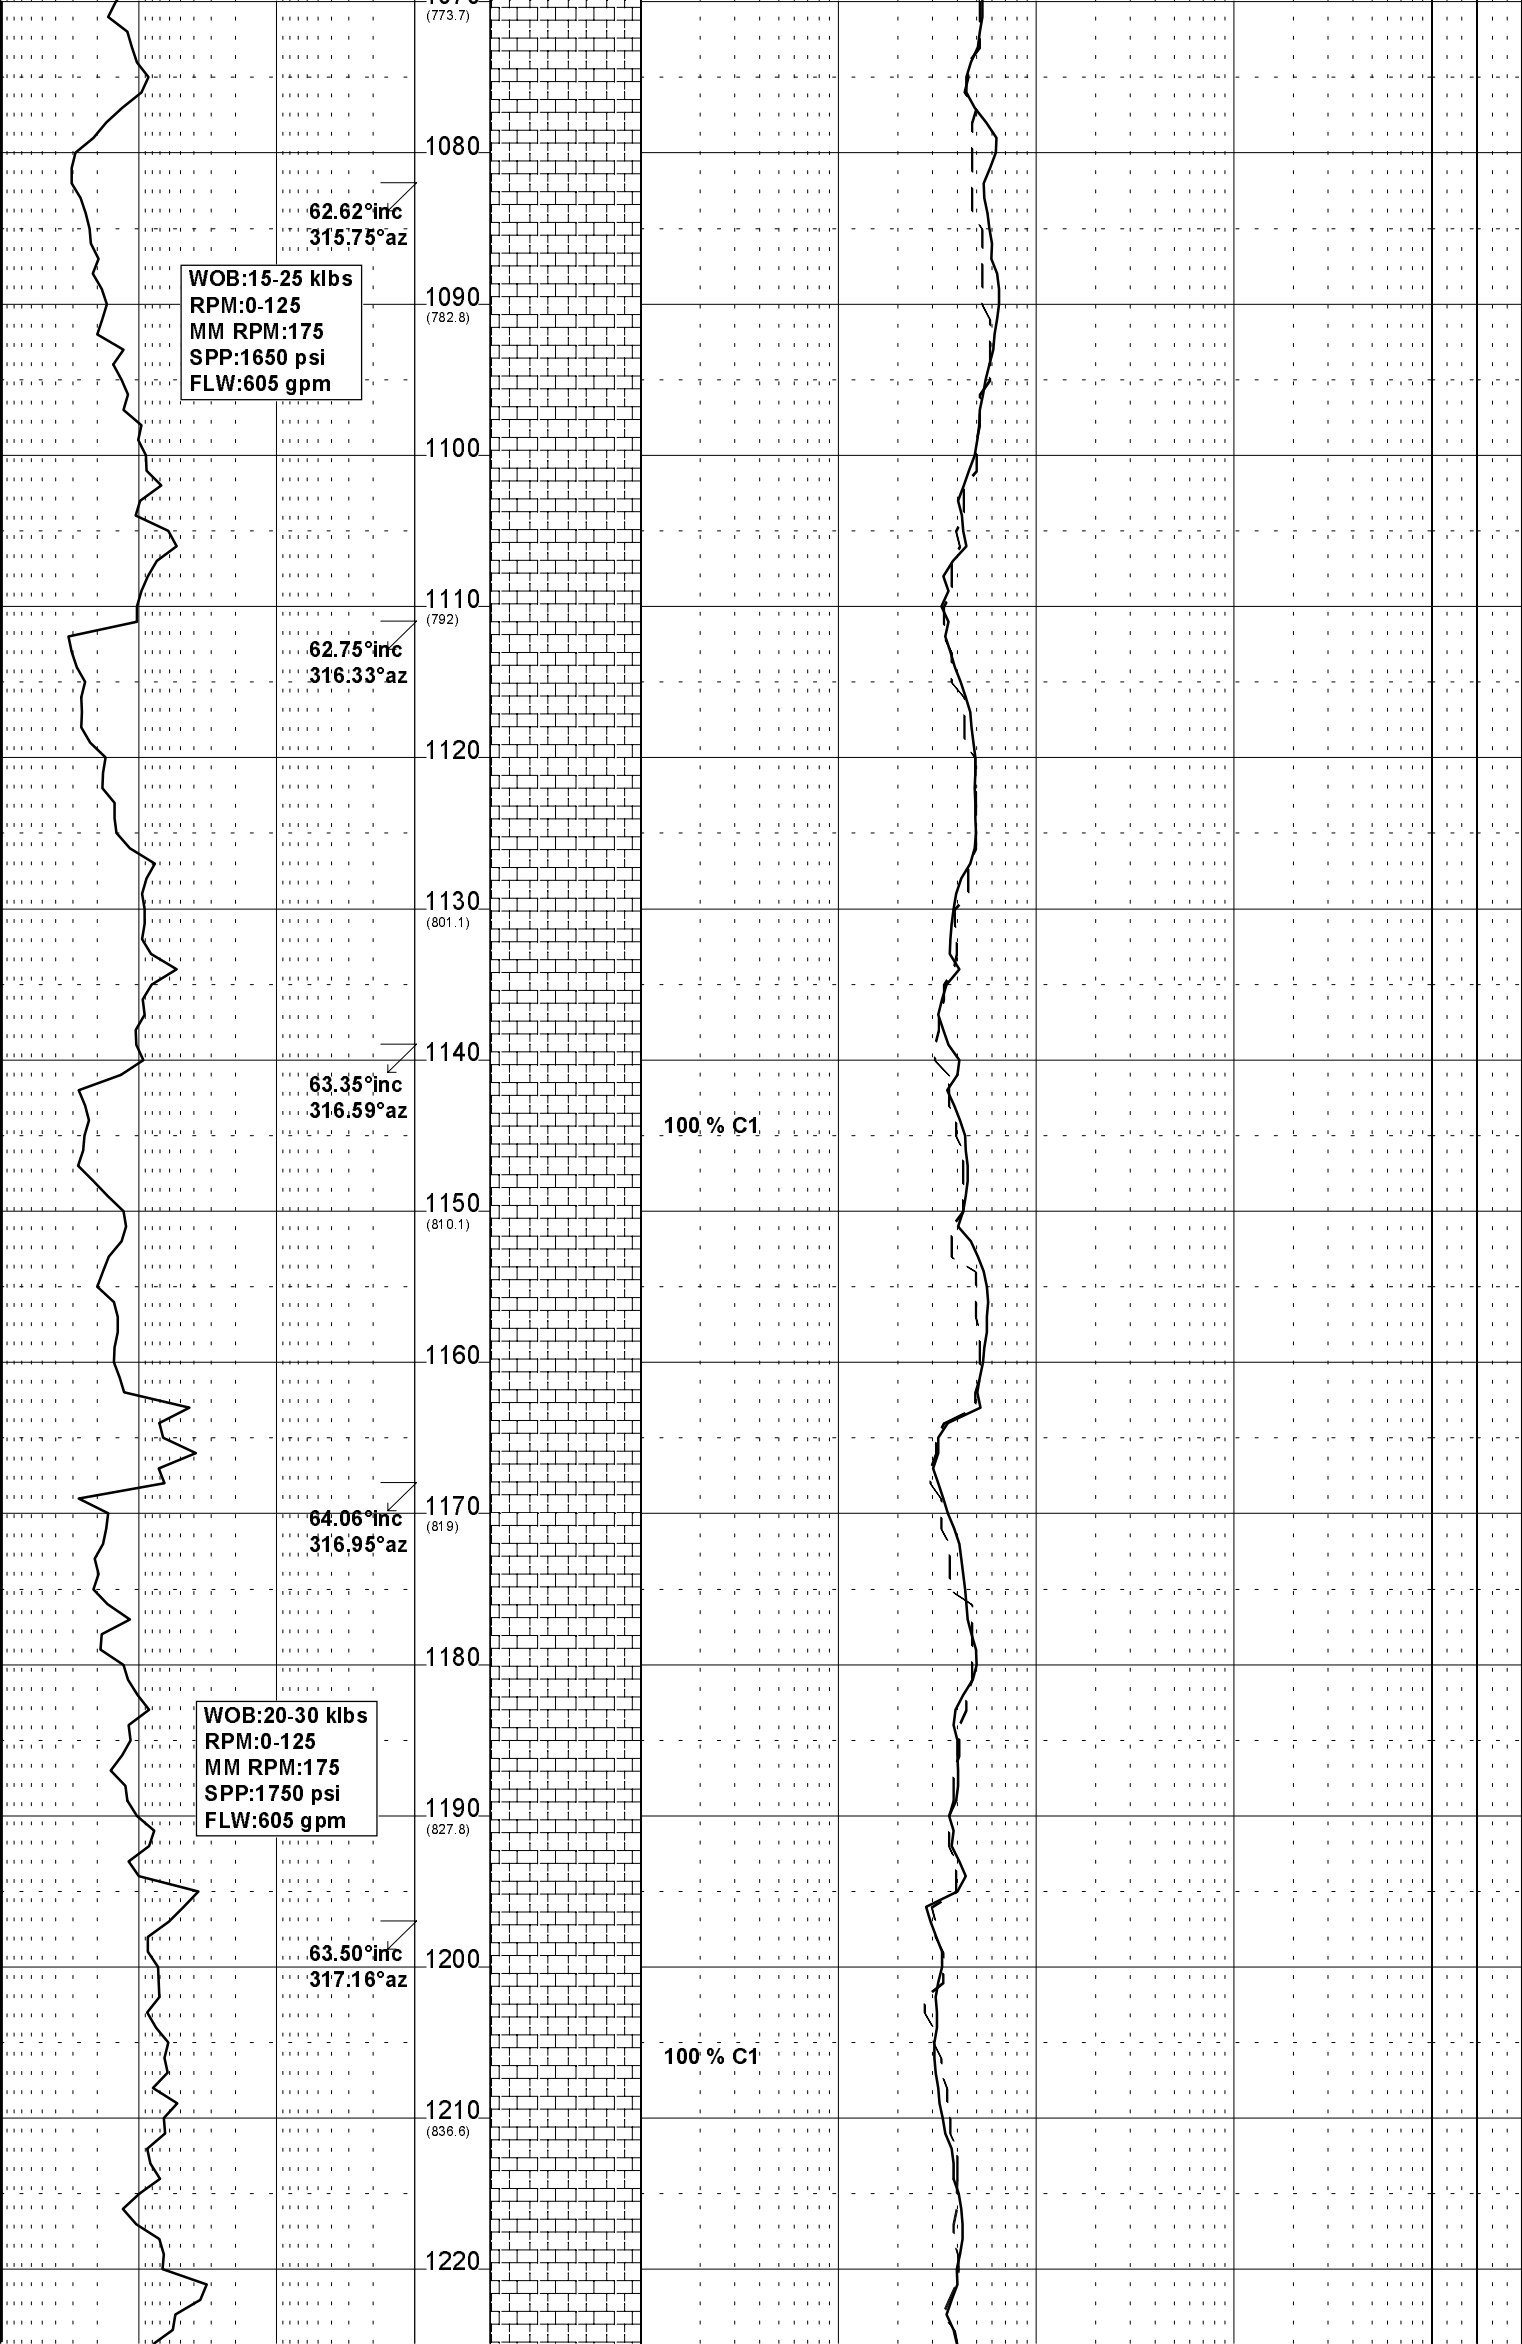 (773.7)
1080
62.62°inc
315.75°az
WOB:15-25 klbs
RPM:0-125
MM RPM:175
SPP:1650 psi
FLW:605 gpm
1090
(782.8)
1100
1110
(792)
62.75°inc
316.33°az
1120
1130
(801.1)
1140
63.35°inc
316.59°az
100 % C1
1150
(810.1)
1160
1170
(819)
64.06°inc
316.95°az
1180
WOB:20-30 klbs
RPM:0-125
MM RPM:175
SPP:1750 psi
FLW:605 gpm
1190
(827.8)
63.50°inc
317.16°az
1200
100 % C1
1210
(836.6)
1220